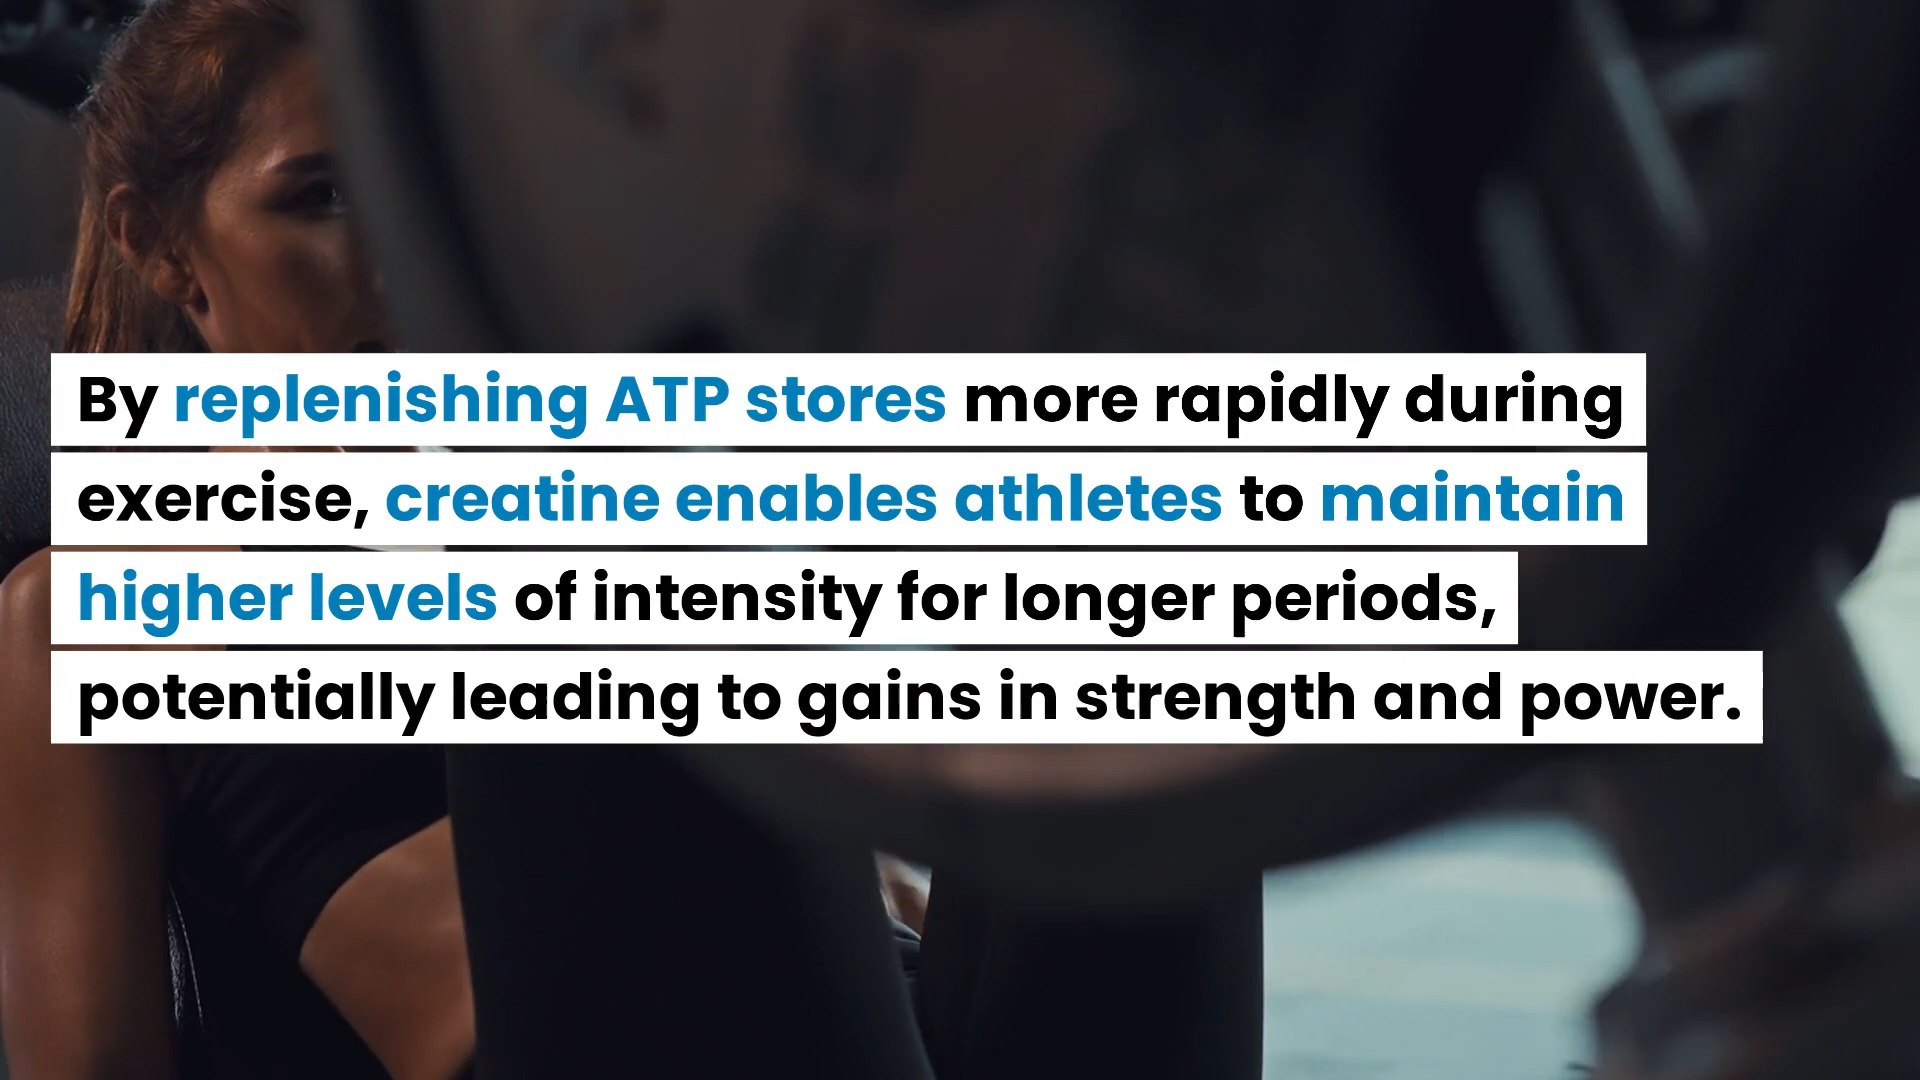 By replenishing ATP stores more rapidly during
exercise, creatine enables athletes to maintain
higher levels of intensity for longer periods,
potentially leading to gains in strength and power.